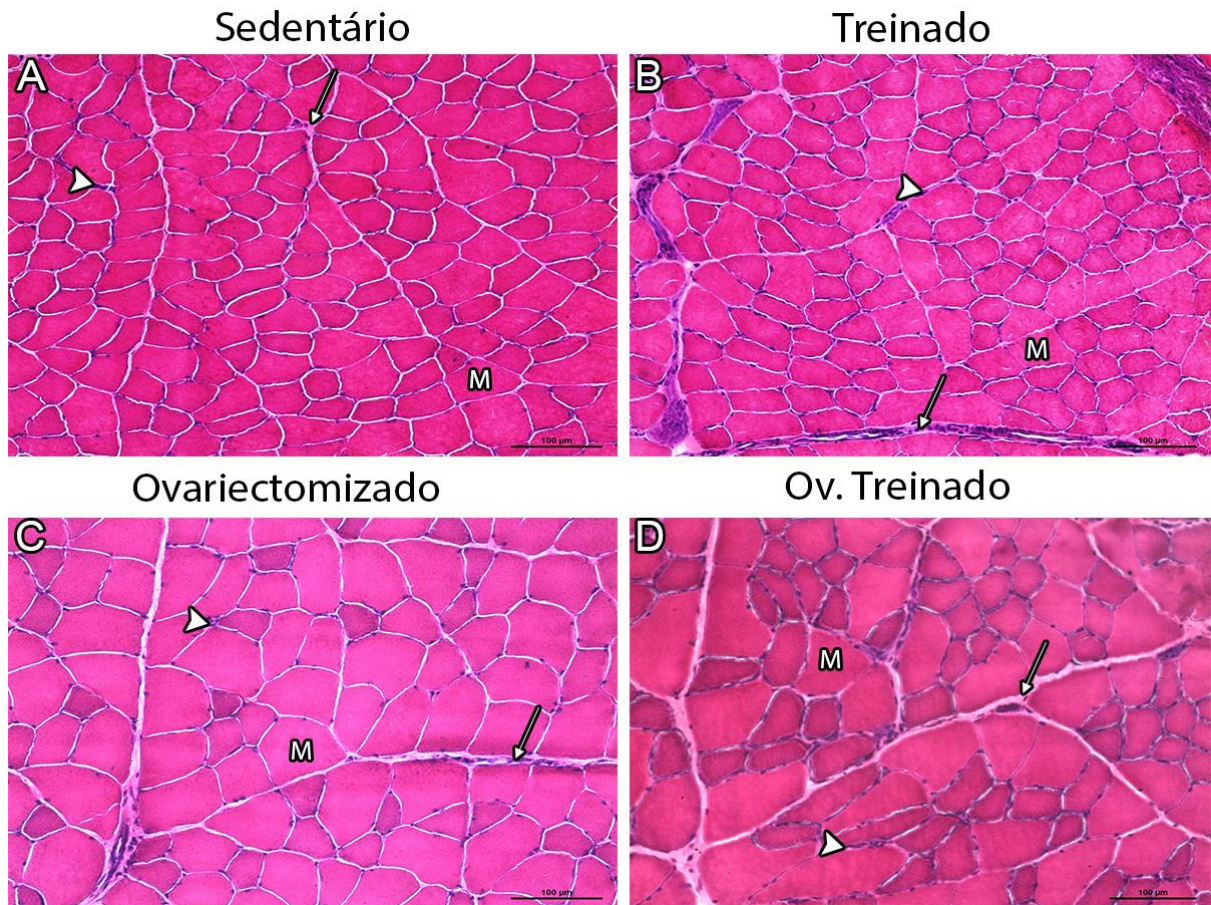 Sedentário
Treinado
A
B
M
M
100 µm
100 µm
Ovariectomizado
Ov. Treinado
C
D
M
M
100 µm
100 µm